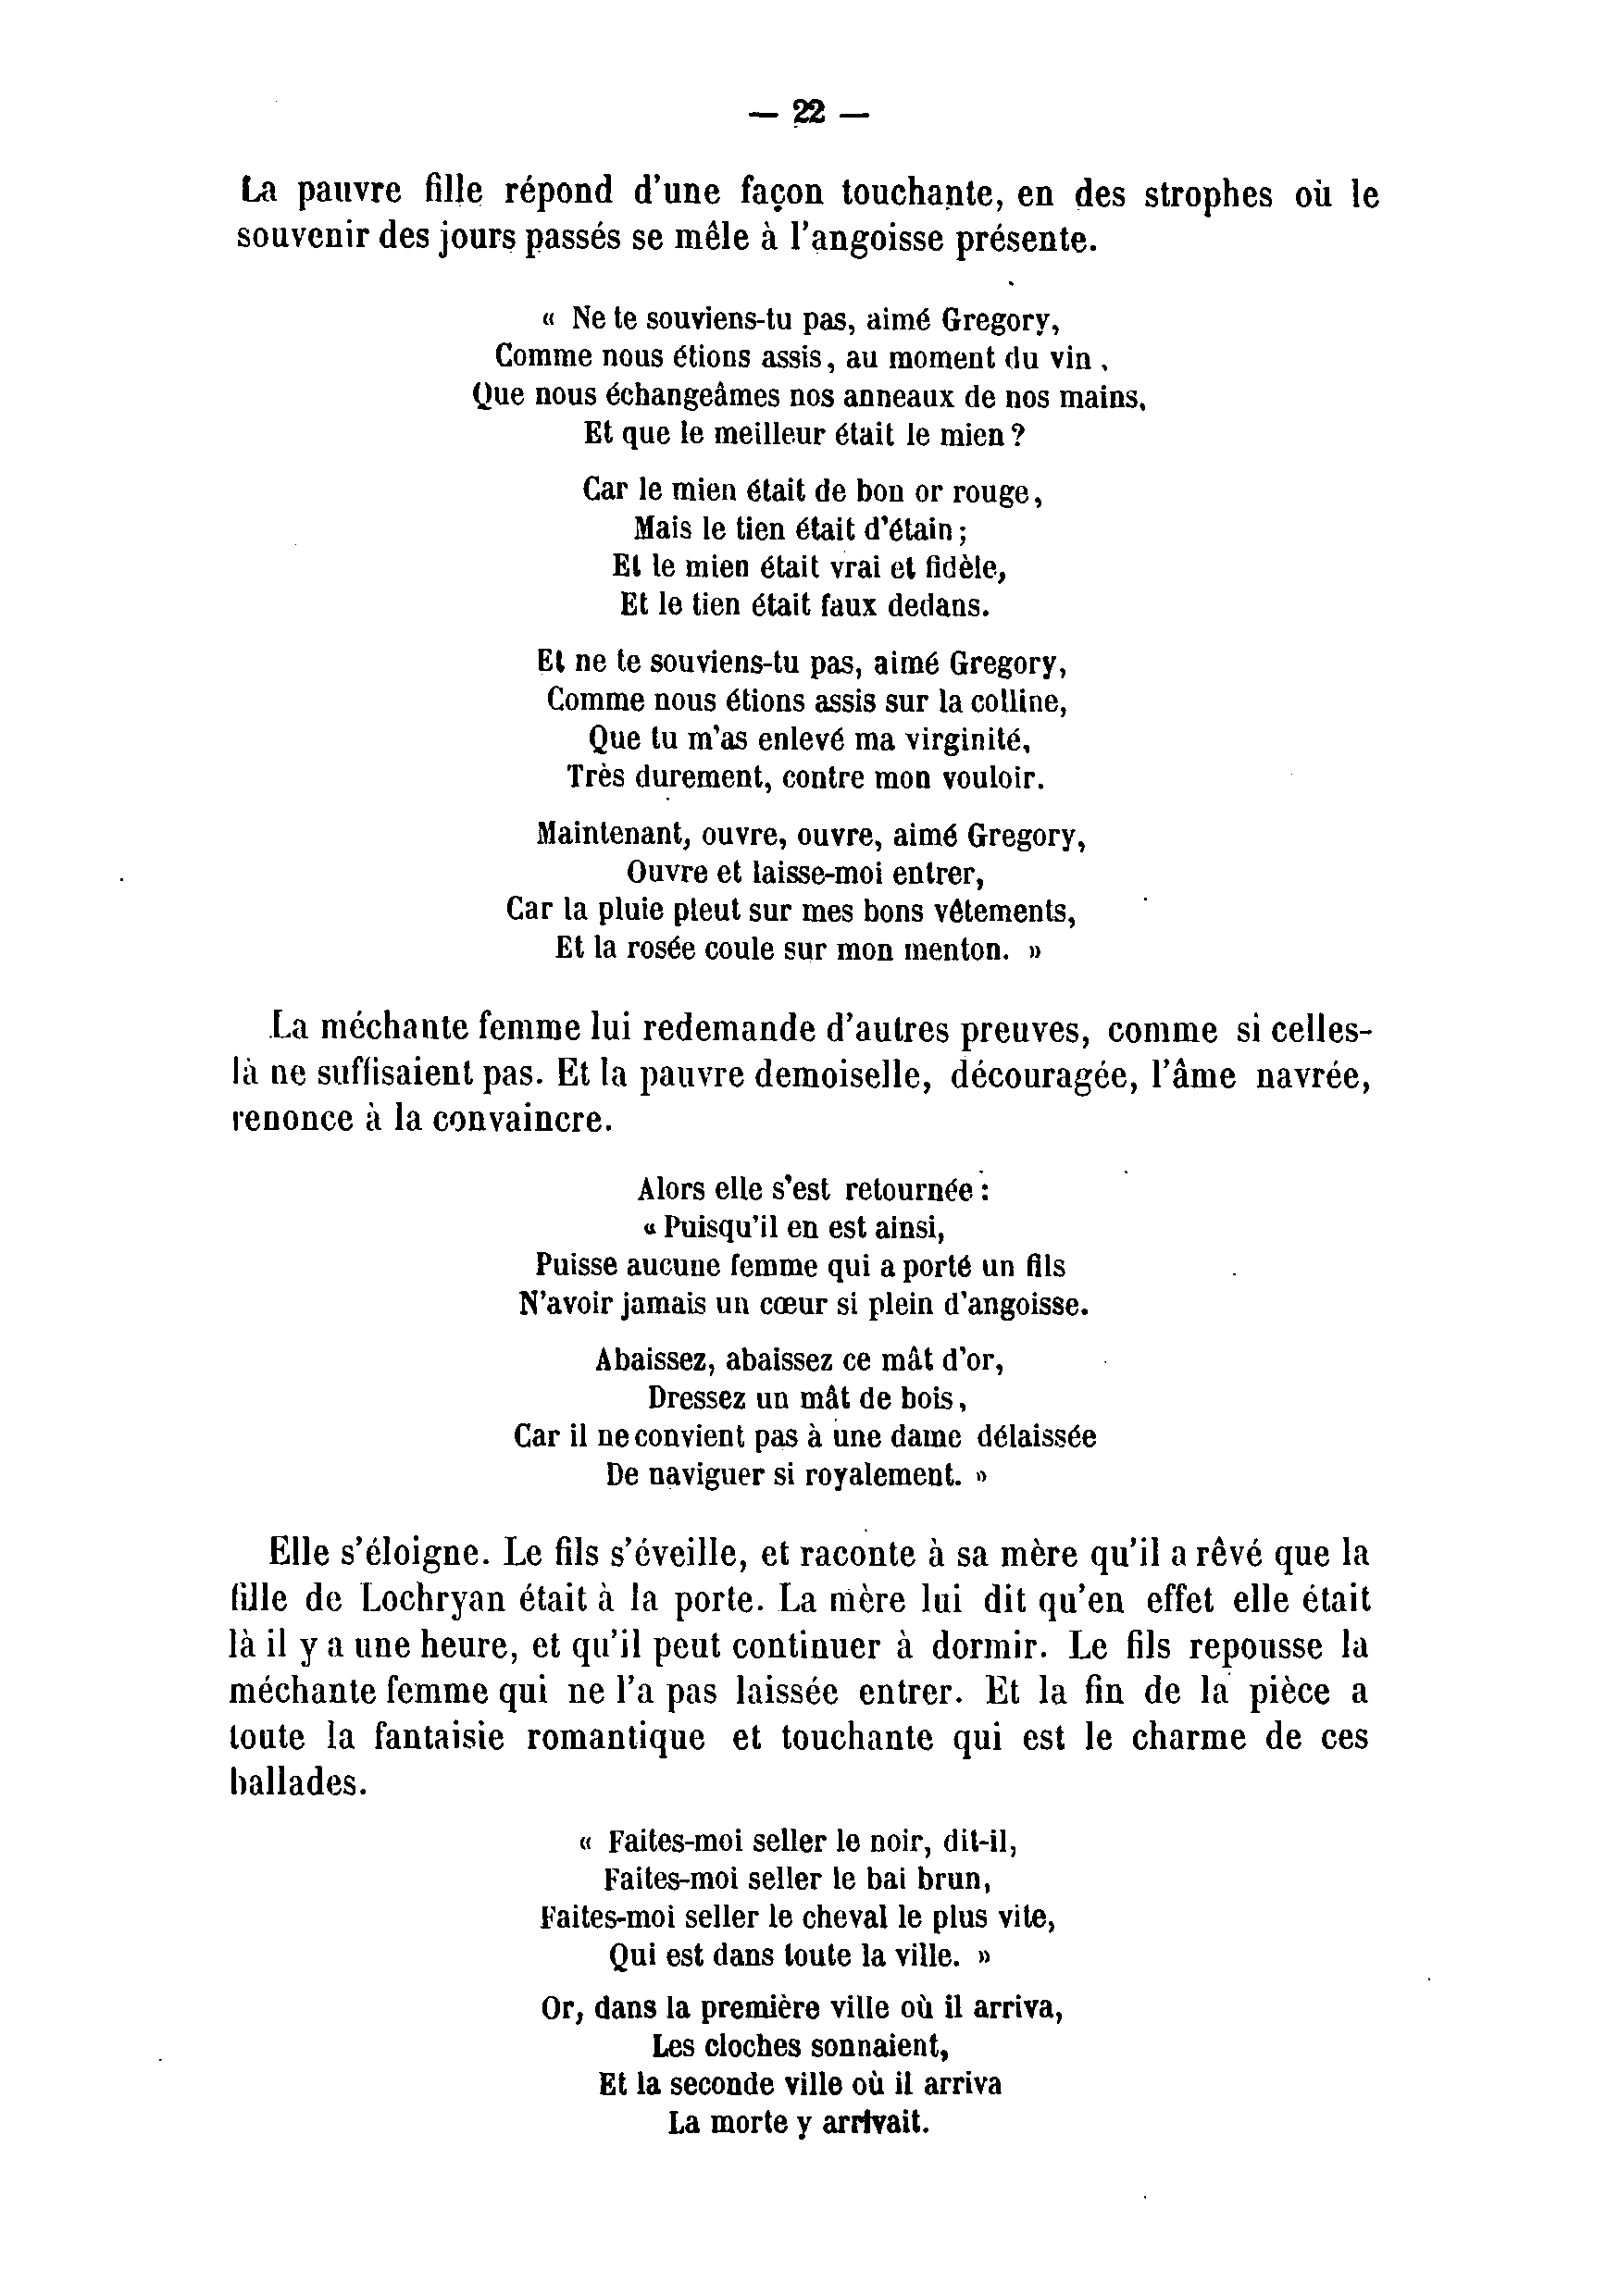 — 22 —
La pauvre fille répond d'une façon touchante, en des strophes où le
souvenir des jours passés se mêle à l'angoisse présente.
« Ne te souviens-tu pas, aimé Gregory,
Comme nous étions assis, au moment du vin,
Que nous échangeâmes nos anneaux de nos mains,
Et que le meilleur était le mien ?
Car le mien était de bon or rouge,
Mais le tien était d'étain ;
Et le mien était vrai et fidèle,
Et le tien était faux dedans.
Et ne te souviens-tu pas, aimé Gregory,
Comme nous étions assis sur la colline,
Que tu m'as enlevé ma virginité,
Très durement, contre mon vouloir.
Maintenant, ouvre, ouvre, aimé Gregory,
Ouvre et laisse-moi entrer,
Car la pluie pleut sur mes bons vêtements,
Et la rosée coule sur mon menton. »
La méchante femme lui redemande d'autres preuves, comme si celles-
là ne suffisaient pas. Et la pauvre demoiselle, découragée, l'âme navrée,
renonce à la convaincre.
Alors elle s'est retournée :
« Puisqu'il en est ainsi,
Puisse aucune femme qui a porté un fils
N'avoir jamais un cœur si plein d'angoisse.
Abaissez, abaissez ce mât d'or,
Dressez un mât de bois,
Car il ne convient pas à une dame délaissée
De naviguer si royalement. »
Elle s'éloigne. Le fils s'éveille, et raconte à sa mère qu'il a rêvé que la
fille de Lochryan était à la porte. La mère lui dit qu'en effet elle était
là il y a une heure, et qu'il peut continuer à dormir. Le fils repousse la
méchante femme qui ne l'a pas laissée entrer. Et la fin de la pièce a
toute la fantaisie romantique et touchante qui est le charme de ces
ballades.
« Faites-moi seller le noir, dit-il,
Faites-moi seller le bai brun,
Faites-moi seller le cheval le plus vite,
Qui est dans toute la ville. »
Or, dans la première ville où il arriva,
Les cloches sonnaient,
Et la seconde ville où il arriva
La morte y arrivait.